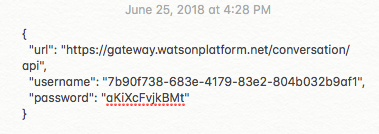 June 25, 2018 at 4:28 PM
{
"url": "https://gateway.watsonplatform.net/conversation/
api",
"username": "7b90f738-683e-4179-83e2-804b032b9af1",
"password": "aKiXcFvjkBMt"
}